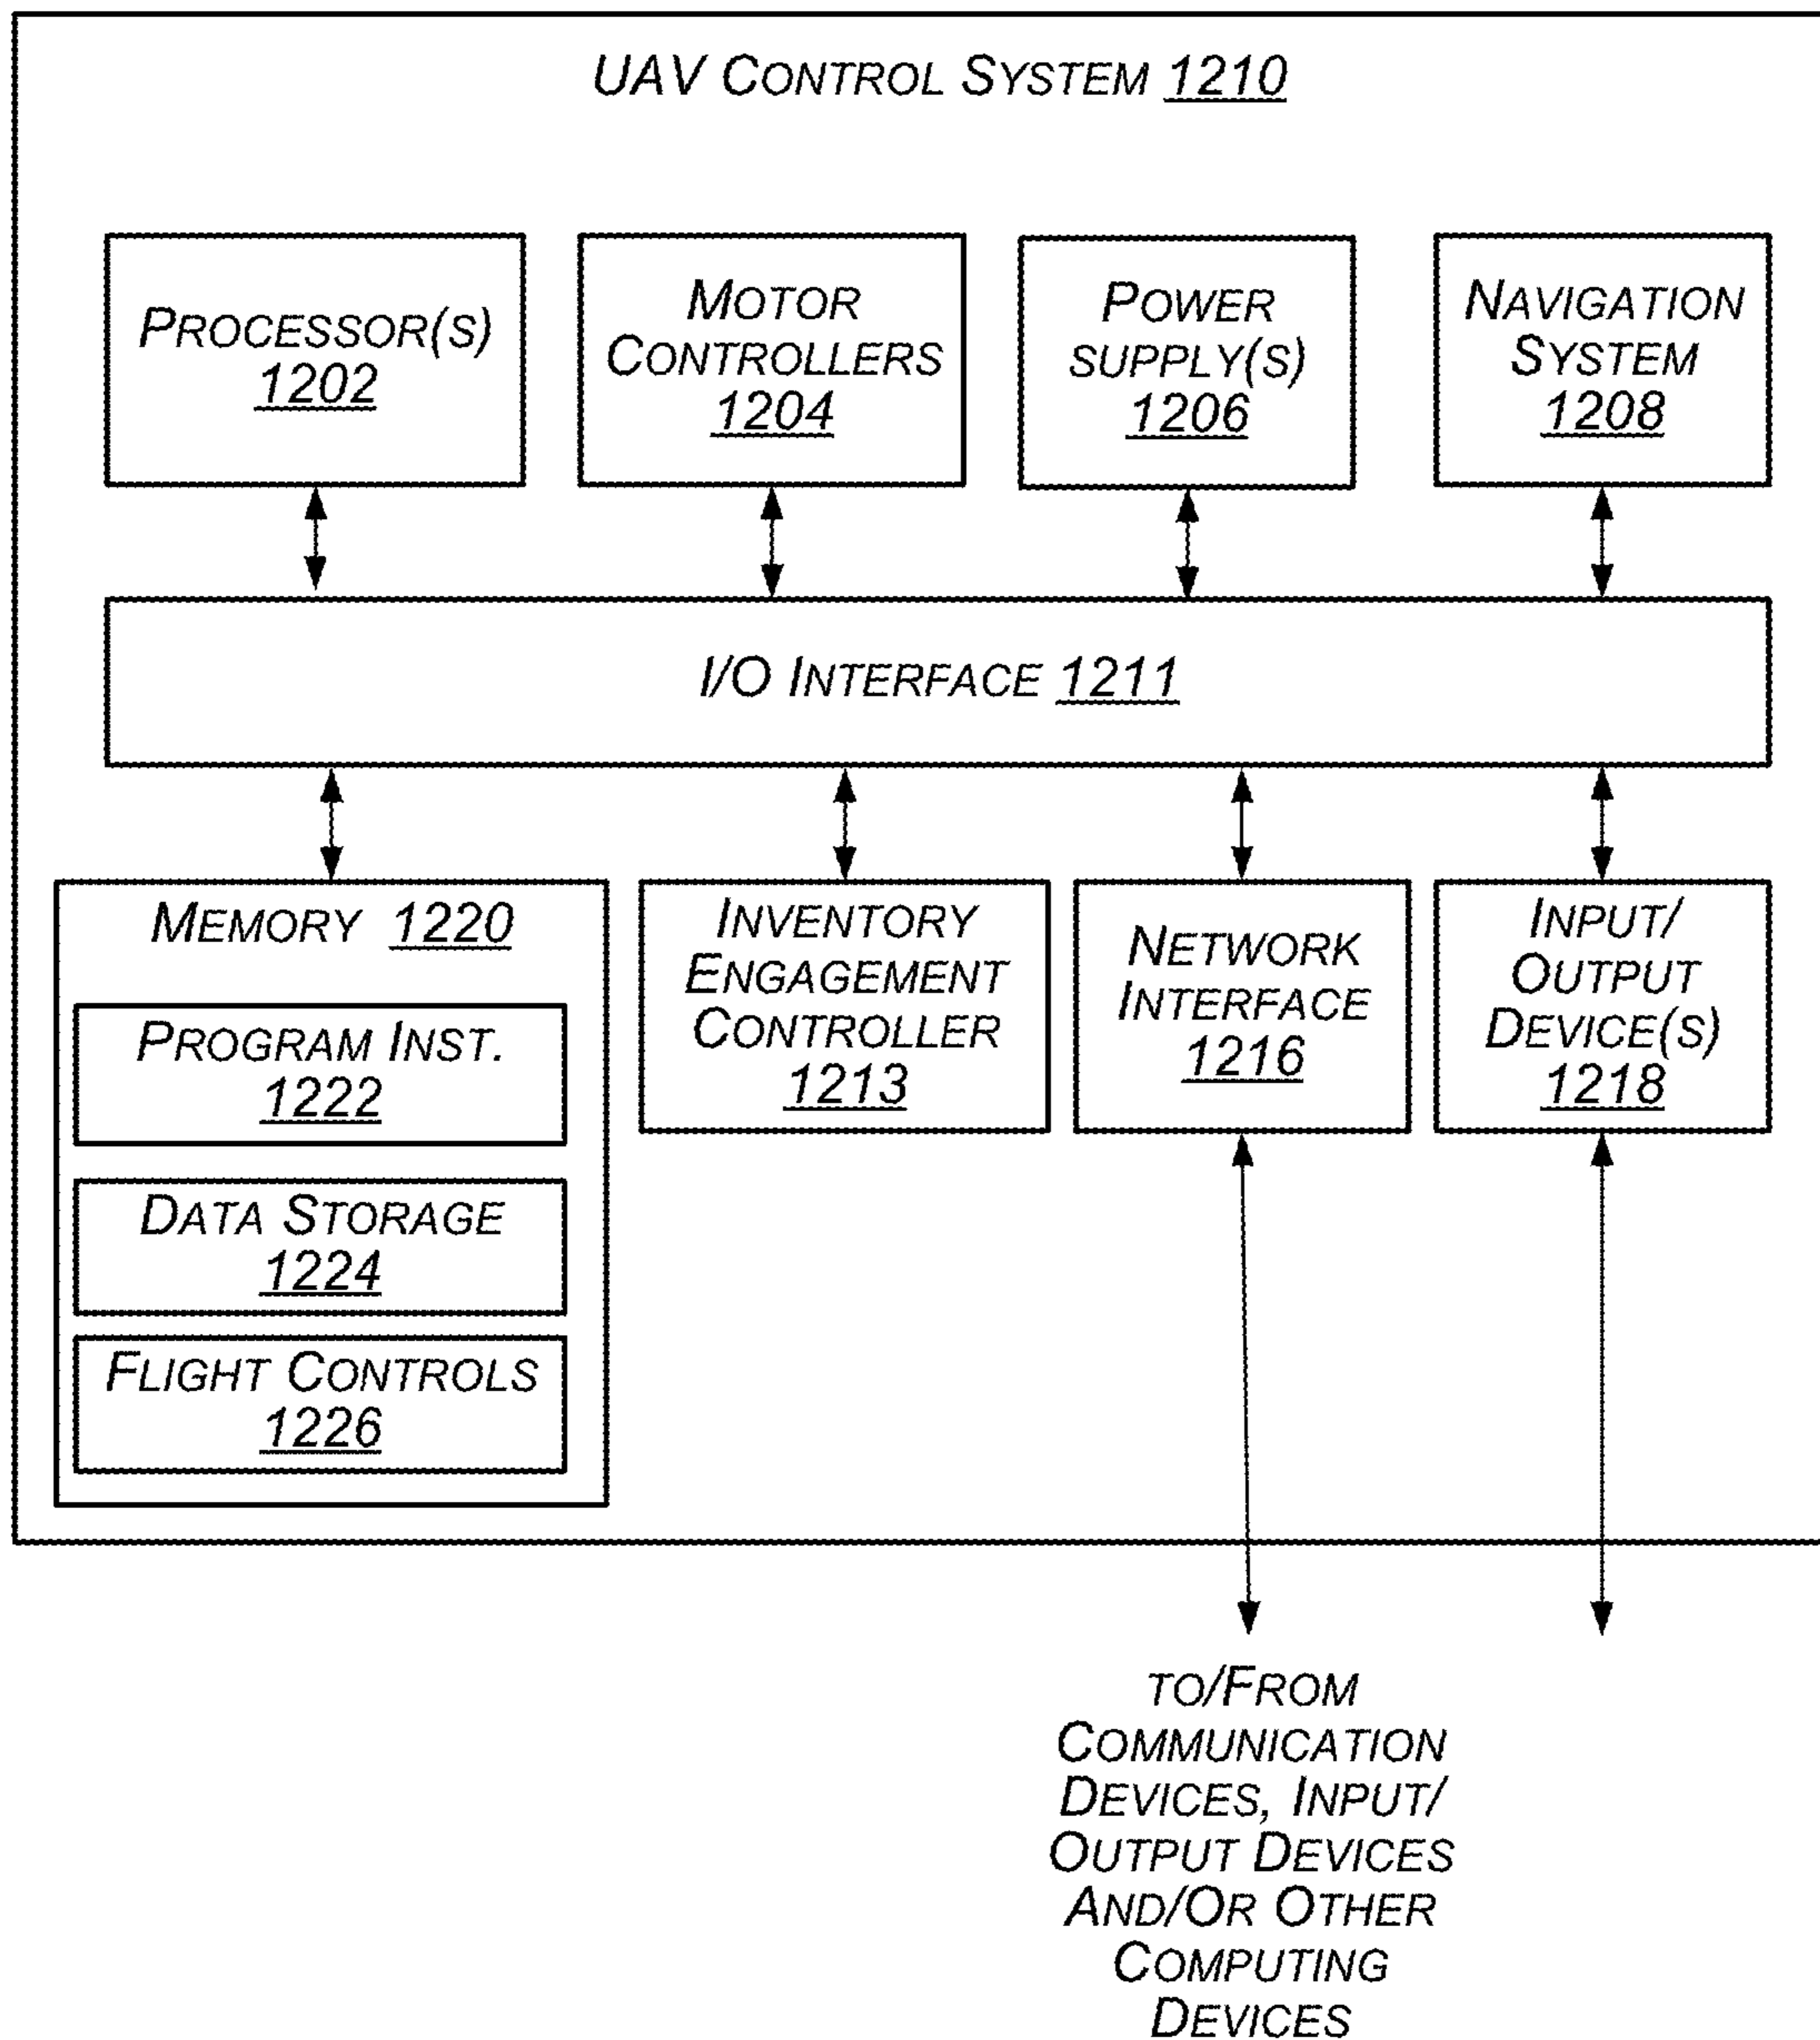 UAV CONTROL SYSTEM 1210
PROCESSOR(S)
1202
MOTOR
CONTROLLERS
1204
POWER
SUPPLY(S)
1206
NAVIGATION
SYSTEM
1208
I/O INTERFACE 1211
MEMORY 1220
PROGRAM INST.
1222
DATA STORAGE
1224
FLIGHT CONTROLS
1226
INVENTORY
ENGAGEMENT
CONTROLLER
1213
NETWORK
INTERFACE
1216
INPUT/
OUTPUT
DEVICE(S)
1218
TO/FROM
COMMUNICATION
DEVICES, INPUT/
OUTPUT DEVICES
AND/OR OTHER
COMPUTING
DEVICES